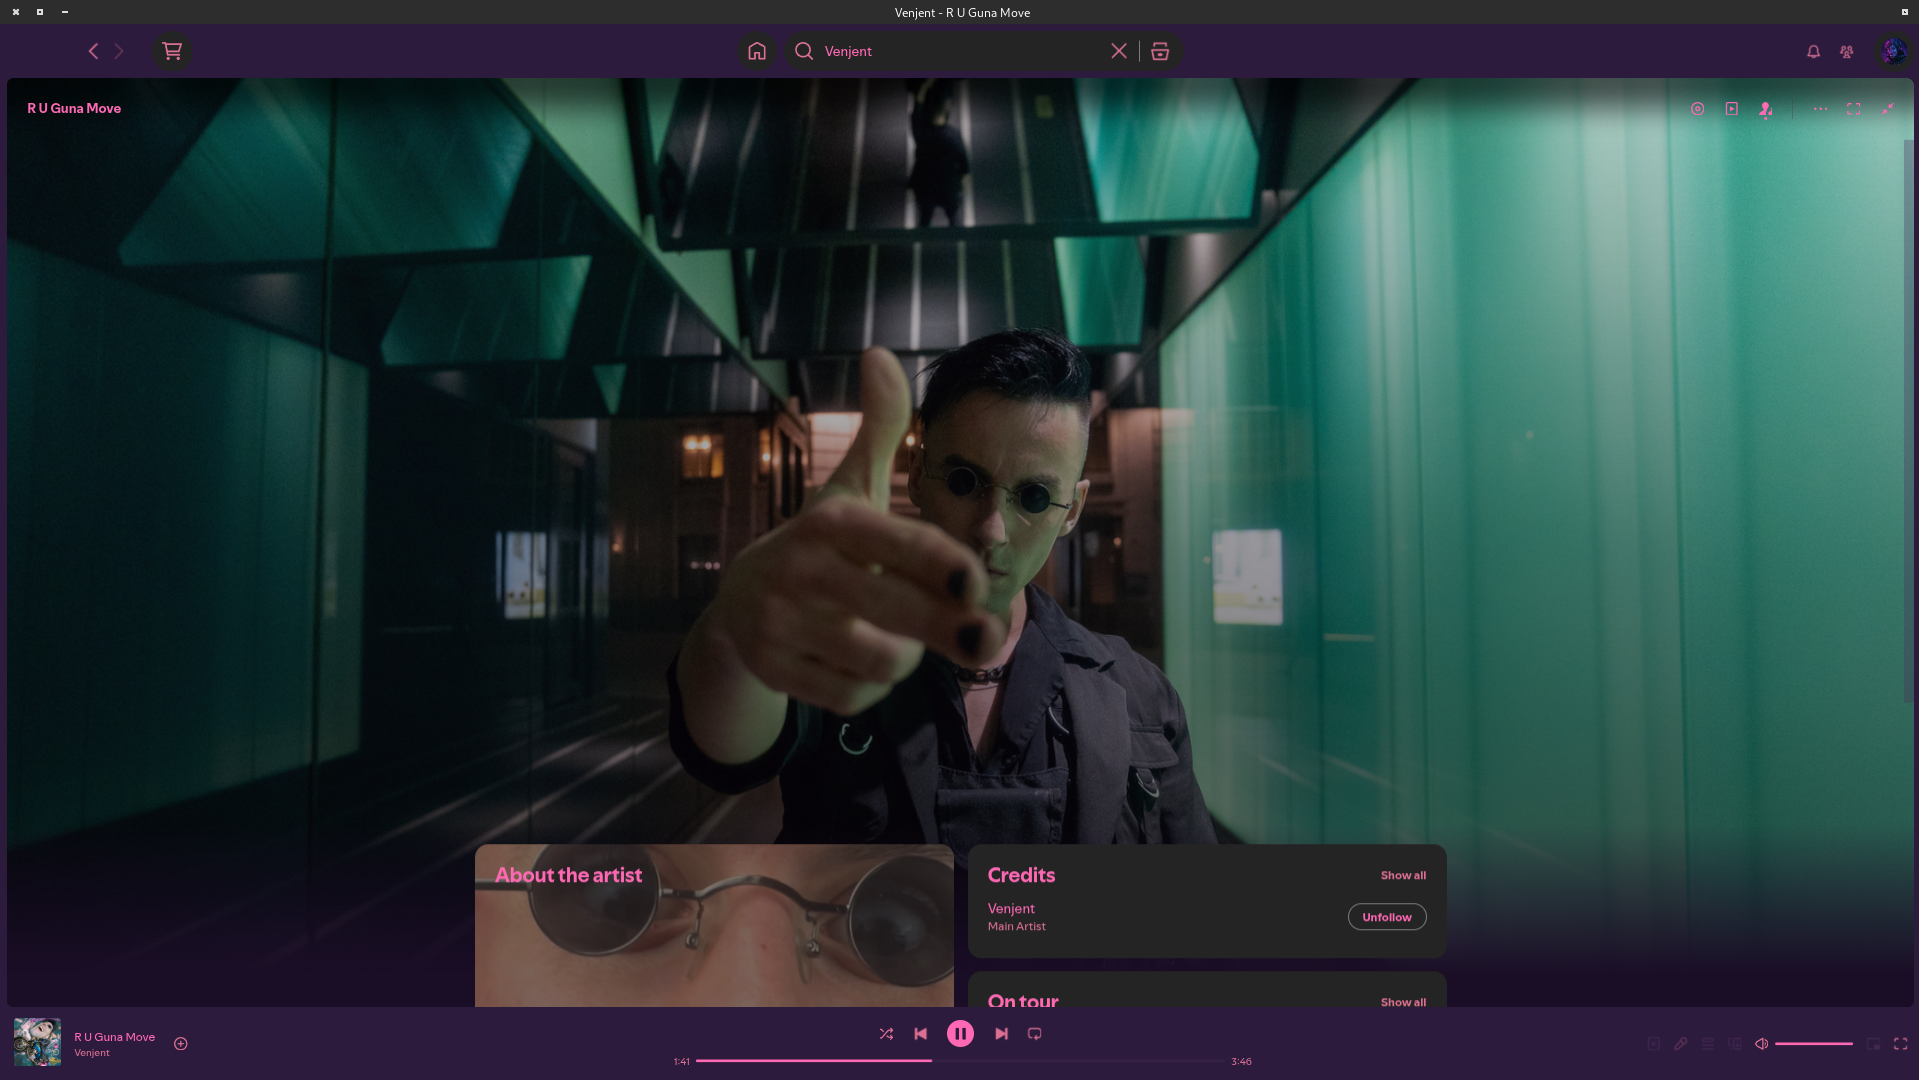 Venjent - R U Guna Move
Venjent
R U Guna Move
About the artist
Credits
Show all
Venjent
Main Artist
Unfollow
On tour
Show all
R U Guna Move
Venjent
1:41
3:46